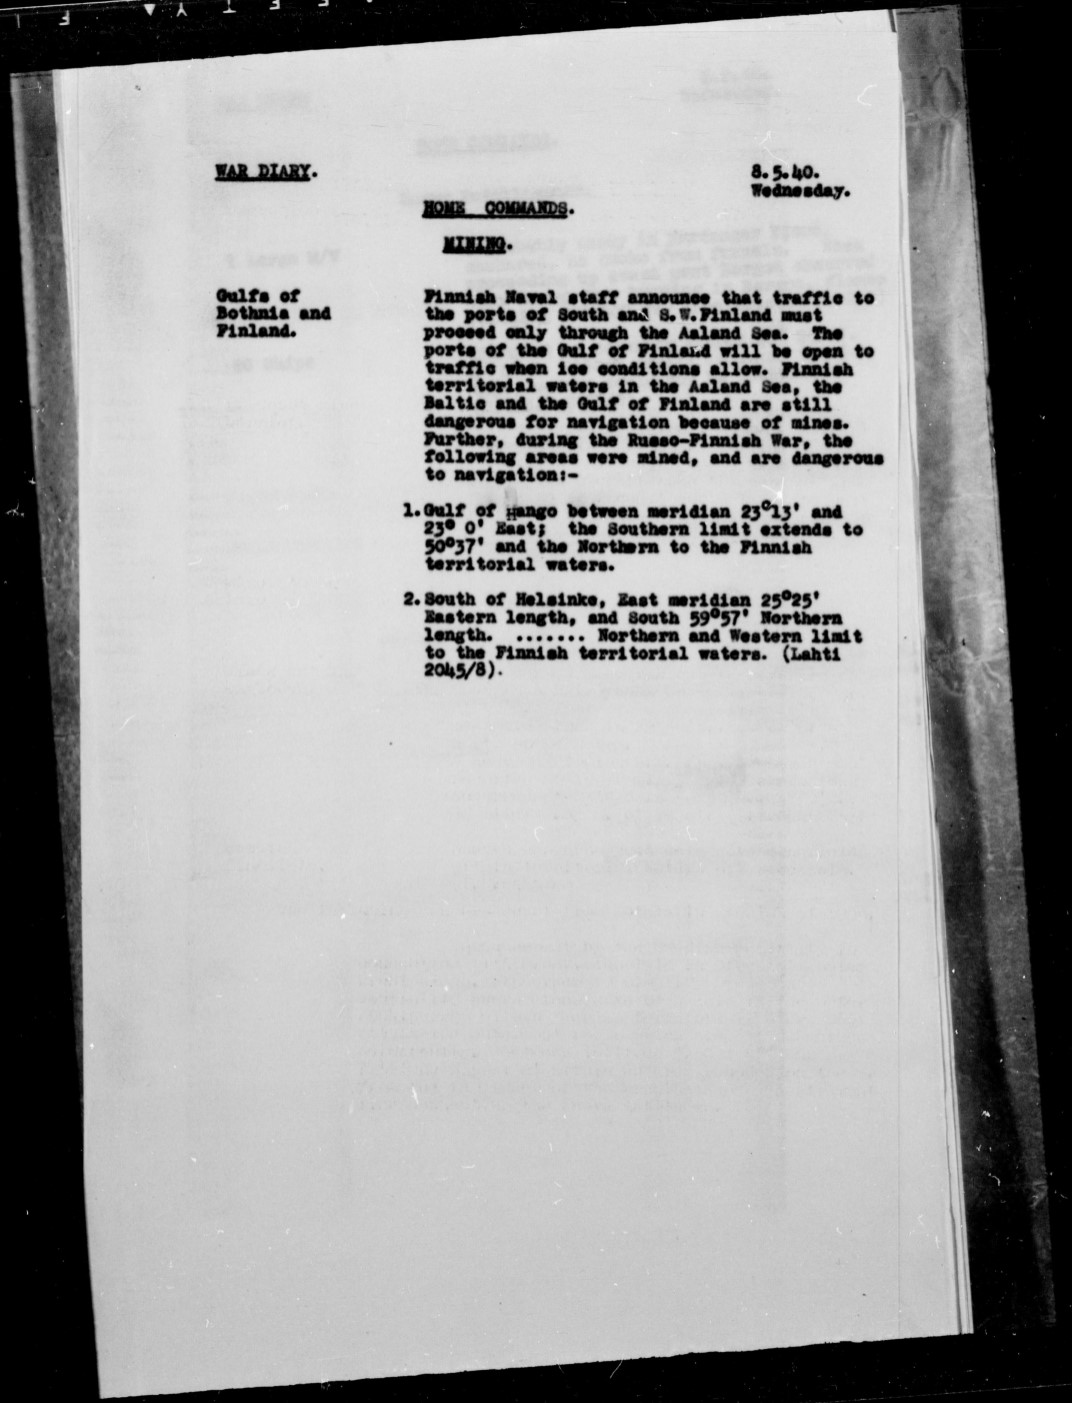 WAR DIARY.
8.5.40.
Wednesday.
HOME COMMANDS.
MINING.
Gulfs of
Bothnia and
Finland.
Finnish Naval staff announce that traffic to
the ports of South and S.W.Finland must
proceed only through the Aaland Sea. The
ports of the Gulf of Finland will be open to
traffic when ice conditions allow. Finnish
territorial waters in the Aaland Sea, the
Baltic and the Gulf of Finland are still
dangerous for navigation because of mines.
Further, during the Russo-Finnish War, the
following areas were mined, and are dangerous
to navigation:-
1. Gulf of Hango between meridian 23°13' and
23° 0' East; the Southern limit extends to
50°37' and the Northern to the Finnish
territorial waters.
2. South of Helsinke, East meridian 25°25'
Eastern length, and South 59°57' Northern
length. ....... Northern and Western limit
to the Finnish territorial waters. (Lahti
2045/8).